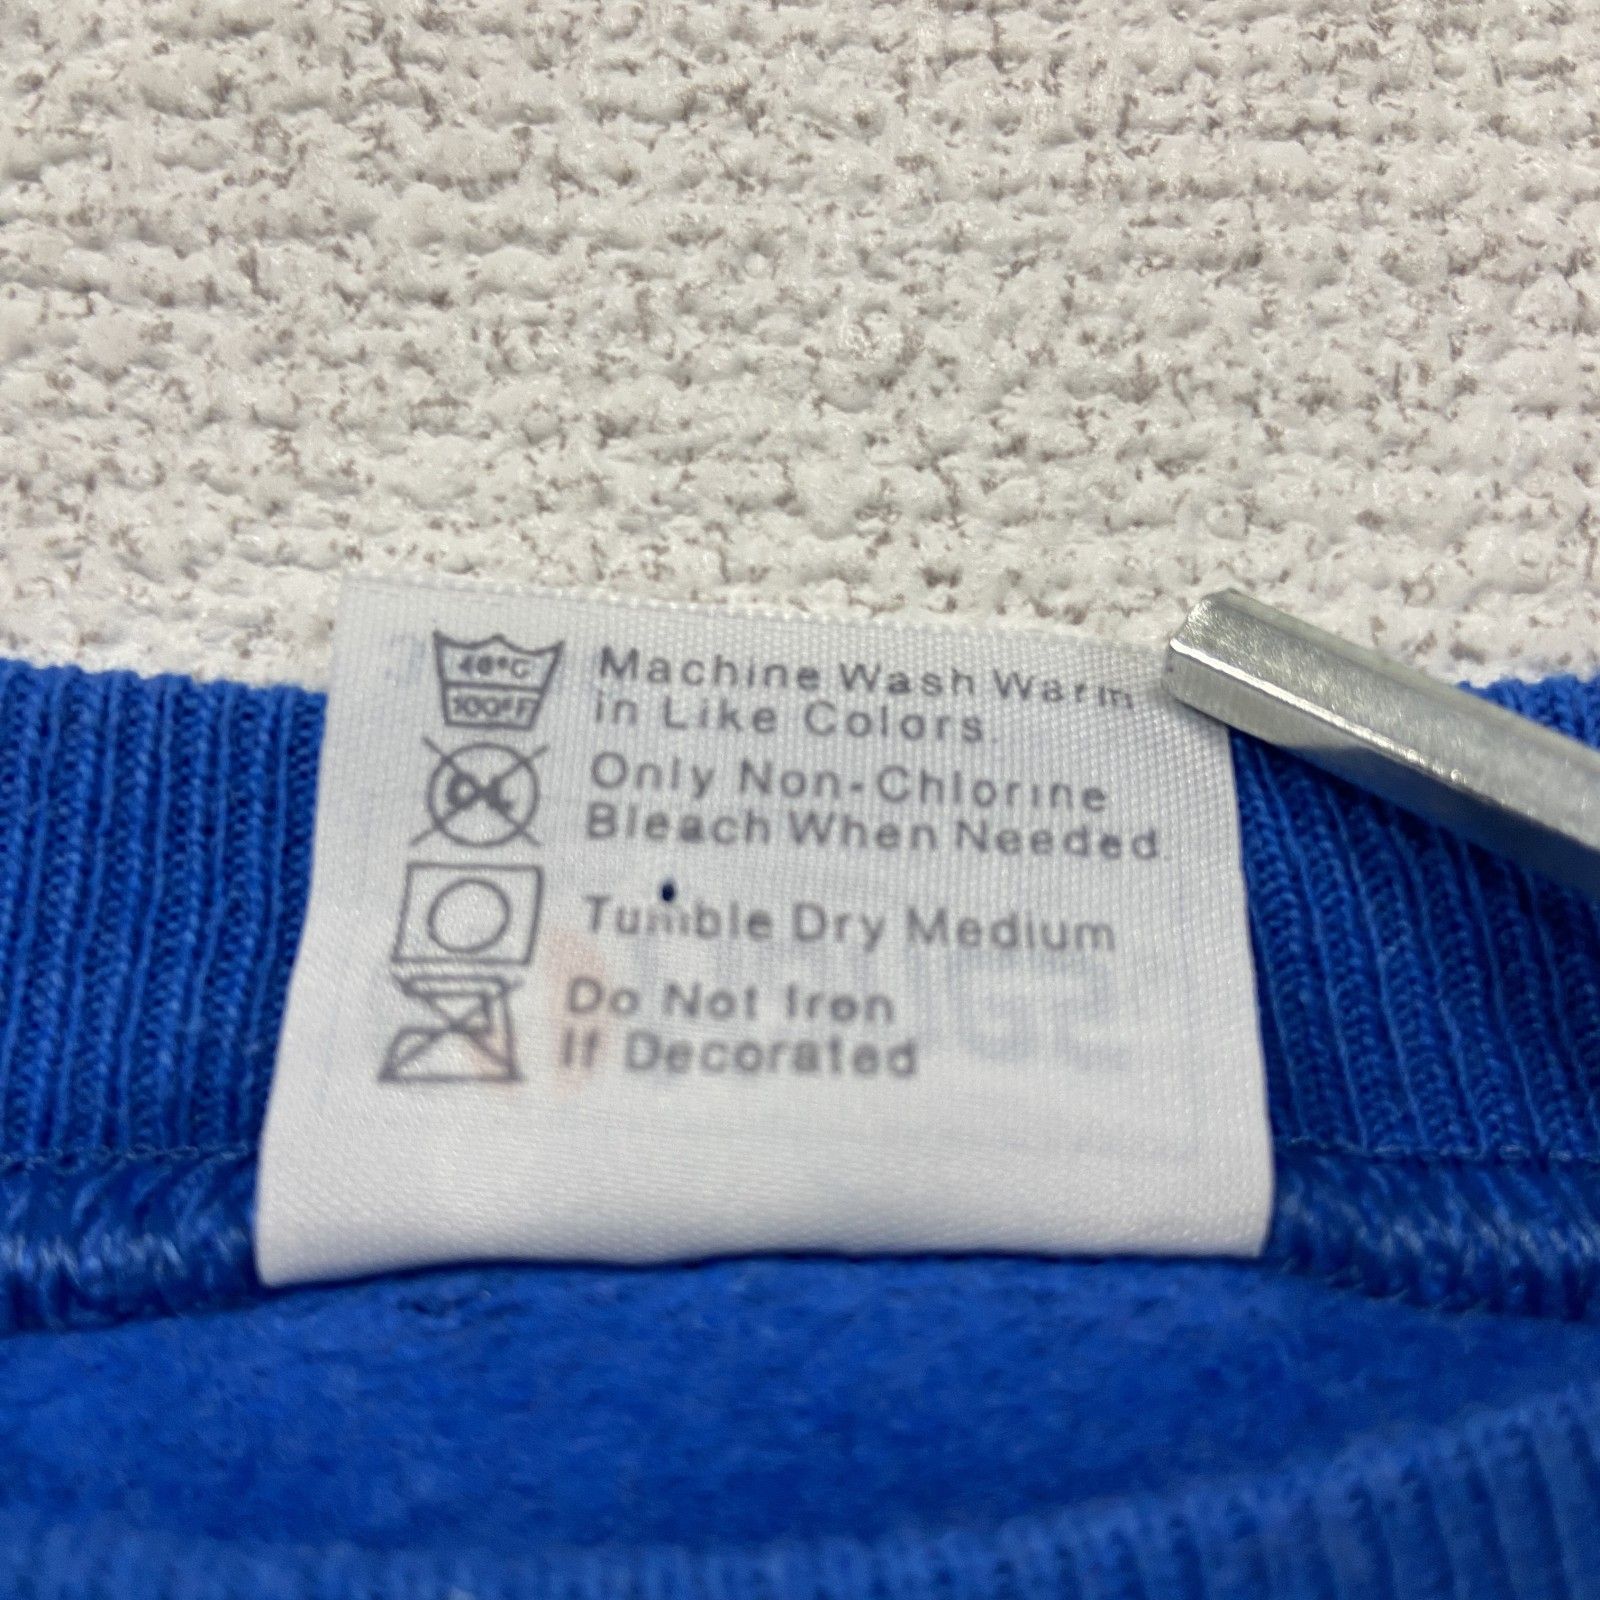 40°C
100°F
Machine Wash Warm
in Like Colors.
Only Non-Chlorine
Bleach When Needed.
Tumble Dry Medium
Do Not Iron
If Decorated